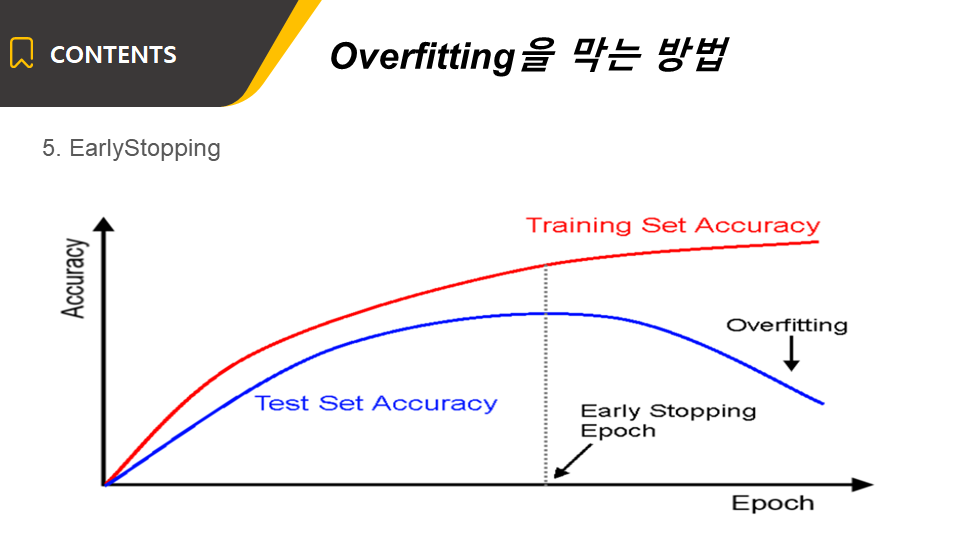 CONTENTS
Overfitting을 막는 방법
5. EarlyStopping
Training Set Accuracy
Accuracy
Overfitting
Test Set Accuracy
Early Stopping
Epoch
Epoch